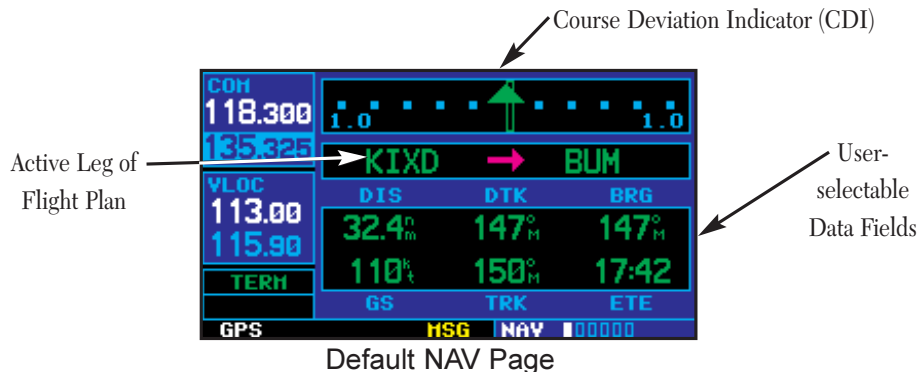 Course Deviation Indicator (CDI)
COM
118.300
135.325
1.0
1.0
Active Leg of
Flight Plan
KIXD → BUM
User-
selectable
Data Fields
VLOC
113.00
115.90
DIS DTK BRG
32.4nm 147°M 147°M
110kt 150°M 17:42
TERM
GS TRK ETE
GPS MSG NAV
Default NAV Page